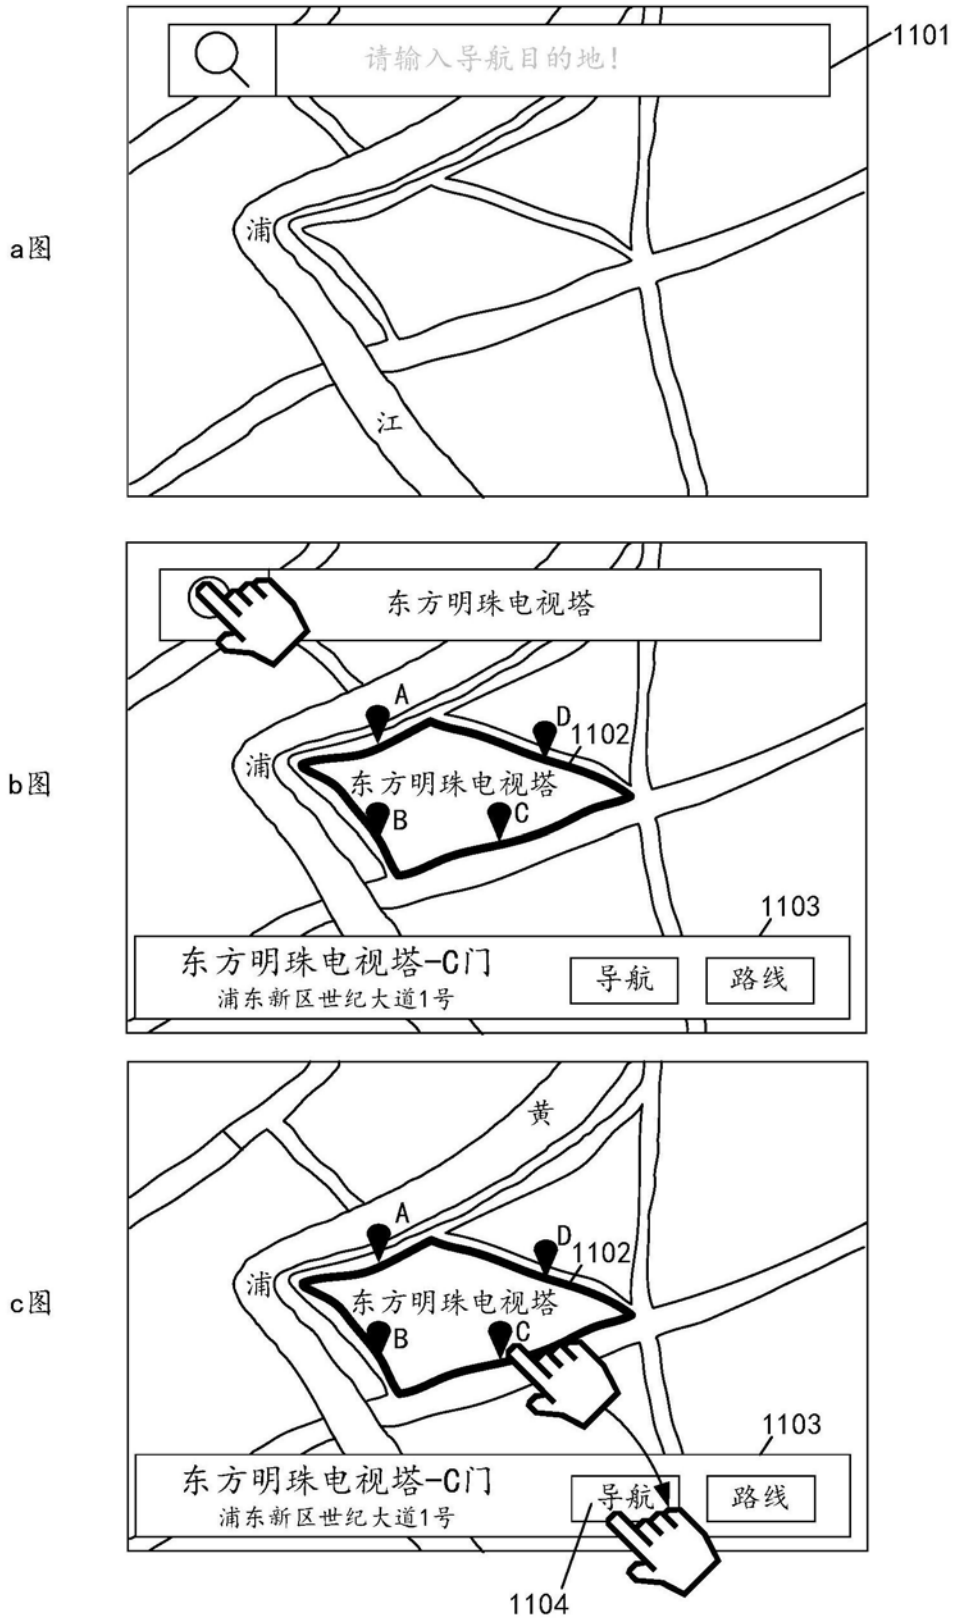 1101
请输入导航目的地!
浦
a图
江
东方明珠电视塔
A
D
1102
浦
东方明珠电视塔
b图
B
C
1103
东方明珠电视塔-C门
导航
路线
浦东新区世纪大道1号
黄
A
D
1102
浦
东方明珠电视塔
c图
B
C
1103
东方明珠电视塔-C门
导航
路线
浦东新区世纪大道1号
1104